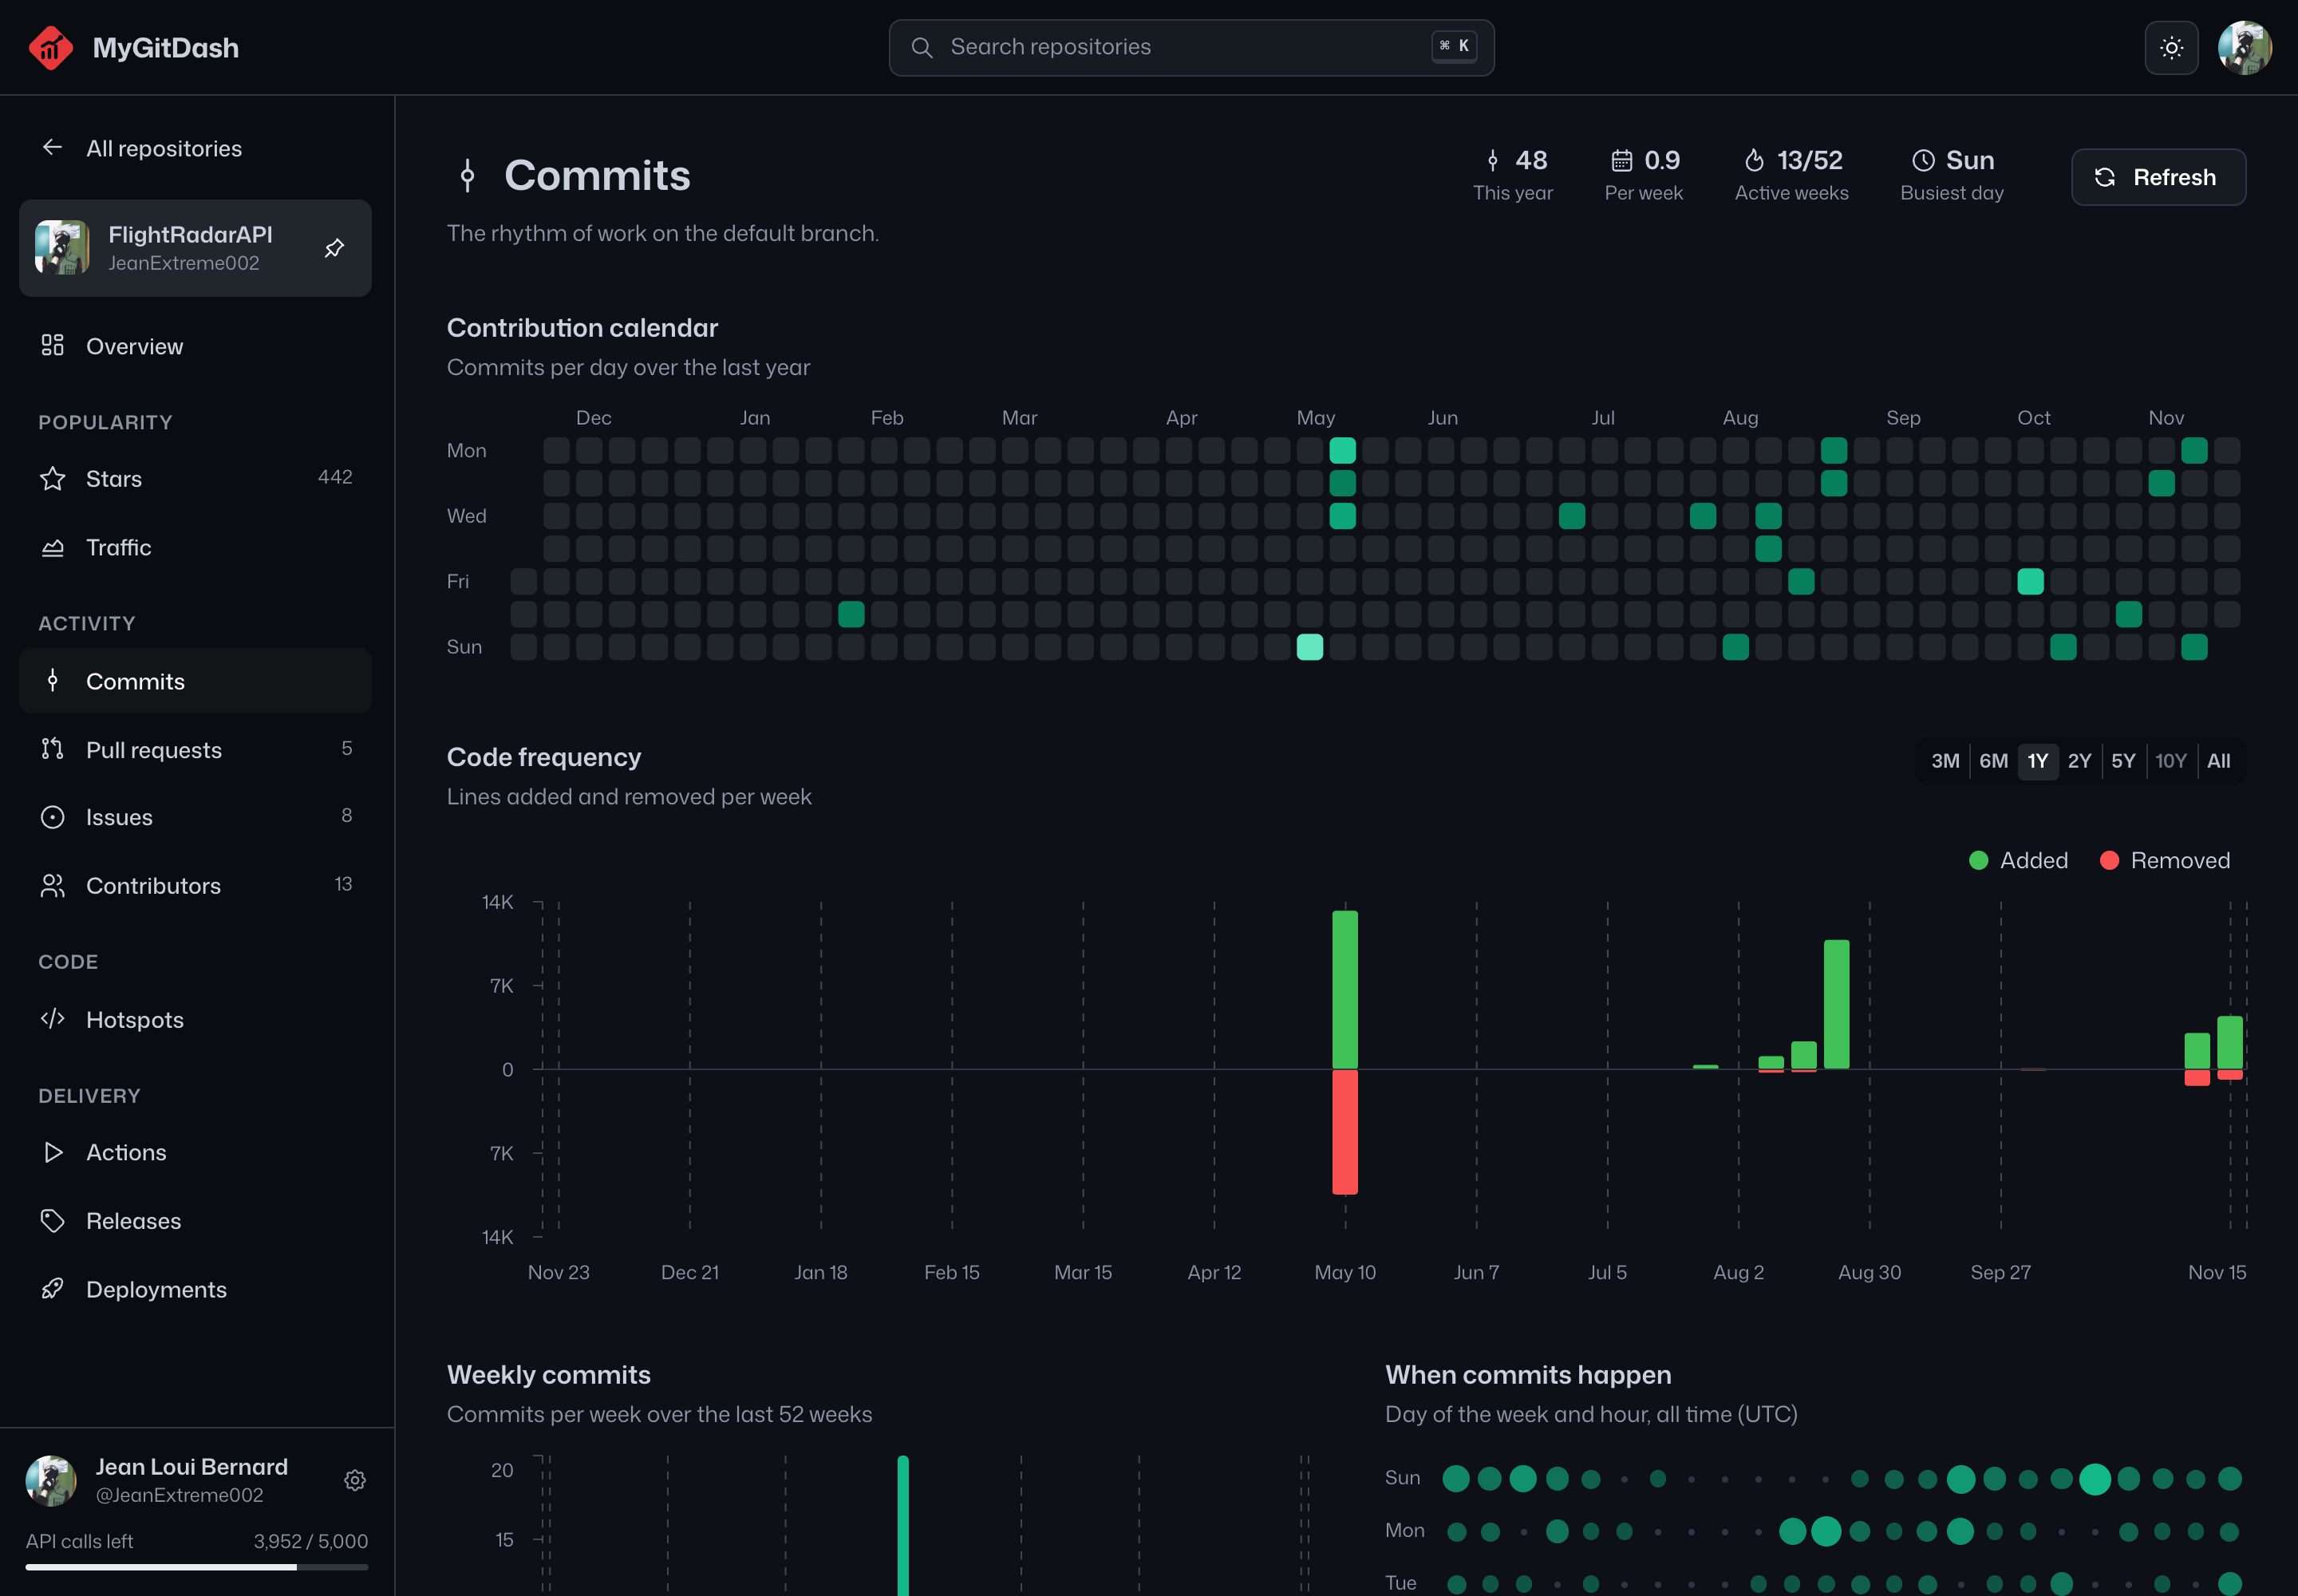 MyGitDash
Search repositories
⌘ K
All repositories
FlightRadarAPI
JeanExtreme002
Overview
POPULARITY
Stars 442
Traffic
ACTIVITY
Commits
Pull requests 5
Issues 8
Contributors 13
CODE
Hotspots
DELIVERY
Actions
Releases
Deployments
Jean Loui Bernard
@JeanExtreme002
API calls left 3,952 / 5,000
Commits
The rhythm of work on the default branch.
48 0.9 13/52 Sun
This year Per week Active weeks Busiest day
Refresh
Contribution calendar
Commits per day over the last year
Dec Jan Feb Mar Apr May Jun Jul Aug Sep Oct Nov
Mon
Wed
Fri
Sun
Code frequency
Lines added and removed per week
3M 6M 1Y 2Y 5Y 10Y All
Added Removed
14K
7K
0
7K
14K
Nov 23 Dec 21 Jan 18 Feb 15 Mar 15 Apr 12 May 10 Jun 7 Jul 5 Aug 2 Aug 30 Sep 27 Nov 15
Weekly commits
Commits per week over the last 52 weeks
20
15
When commits happen
Day of the week and hour, all time (UTC)
Sun
Mon
Tue